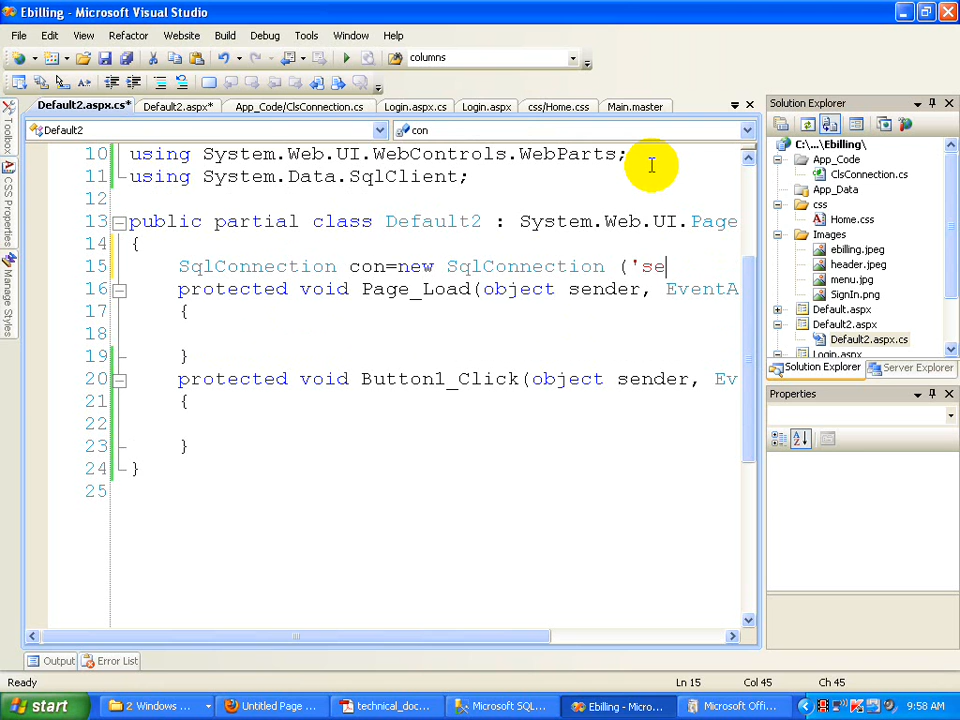 Ebilling - Microsoft Visual Studio
File Edit View Refactor Website Build Debug Tools Window Help
columns
Default2.aspx.cs* Default2.aspx* App_Code/ClsConnection.cs Login.aspx.cs Login.aspx css/Home.css Main.master
Default2 con
10 using System.Web.UI.WebControls.WebParts;
11 using System.Data.SqlClient;
12
13 public partial class Default2 : System.Web.UI.Page
14 {
15 SqlConnection con=new SqlConnection ('se
16 protected void Page_Load(object sender, EventA
17 {
18
19 }
20 protected void Button1_Click(object sender, Ev
21 {
22
23 }
24 }
25
Toolbox
CSS Properties
Manage Styles
Solution Explorer
C:\...\Ebilling\
App_Code
ClsConnection.cs
App_Data
css
Home.css
Images
ebilling.jpeg
header.jpeg
menu.jpg
SignIn.png
Default.aspx
Default2.aspx
Default2.aspx.cs
Login.aspx
Solution Explorer Server Explorer
Properties
Output Error List
Ready Ln 15 Col 45 Ch 45
start 2 Windows ... Untitled Page ... technical_doc... Microsoft SQL... Ebilling - Micro... Microsoft Offi... 9:58 AM